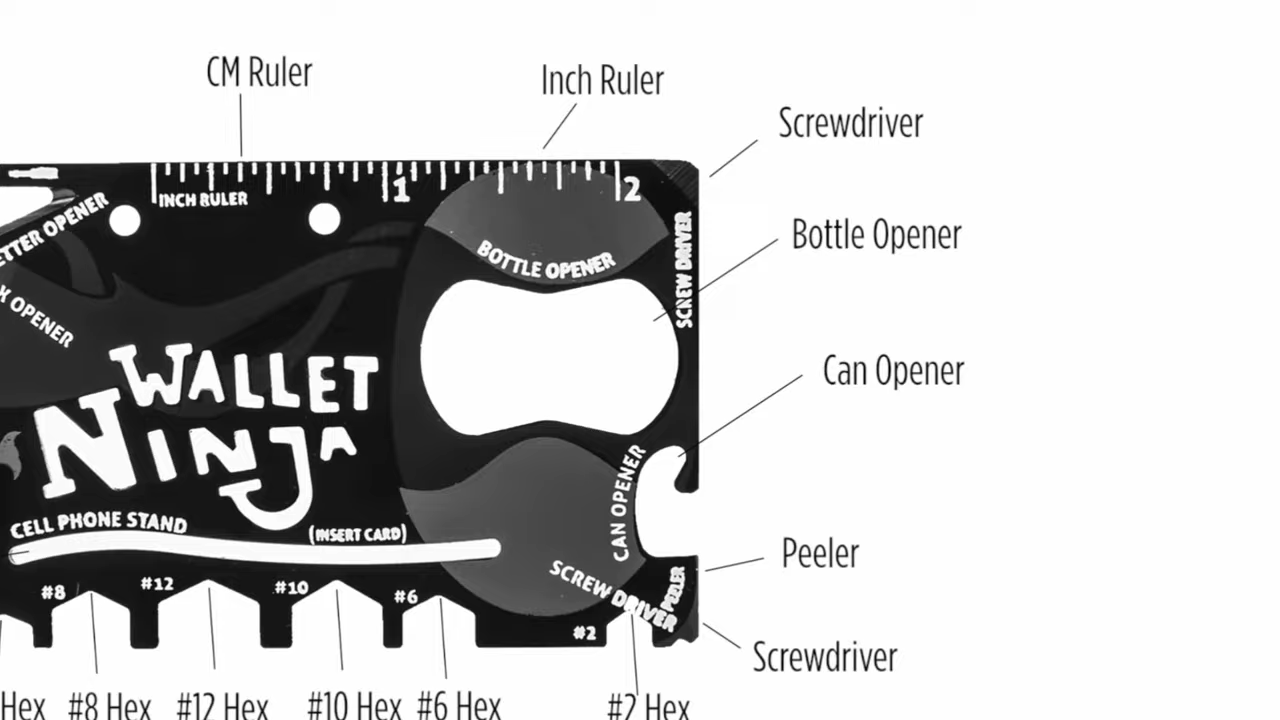 CM Ruler
Inch Ruler
Screwdriver
Bottle Opener
Can Opener
Peeler
Screwdriver
1
2
INCH RULER
ETTER OPENER
X OPENER
BOTTLE OPENER
SCREW DRIVER
WALLET
NINJA
CELL PHONE STAND
(INSERT CARD)
CAN OPENER
SCREW DRIVER
PEELER
#8
#12
#10
#6
#2
Hex
#8 Hex
#12 Hex
#10 Hex
#6 Hex
#2 Hex